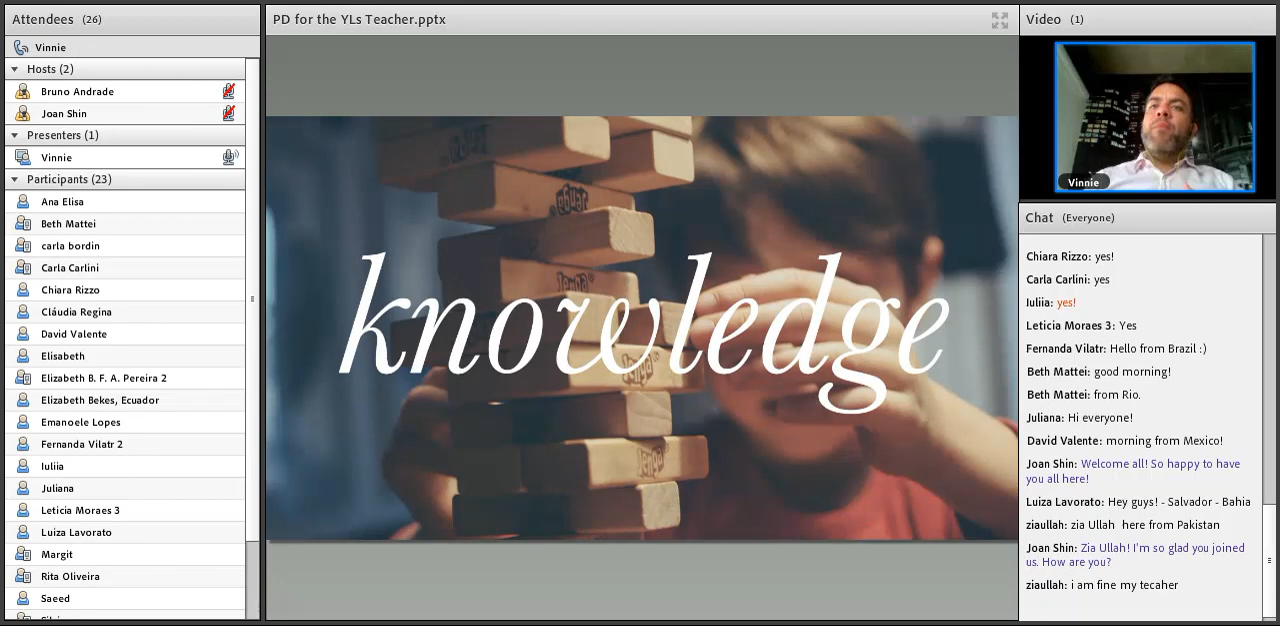 Attendees (26)
Vinnie
Hosts (2)
Bruno Andrade
Joan Shin
Presenters (1)
Vinnie
Participants (23)
Ana Elisa
Beth Mattei
carla bordin
Carla Carlini
Chiara Rizzo
Cláudia Regina
David Valente
Elisabeth
Elizabeth B. F. A. Pereira 2
Elizabeth Bekes, Ecuador
Emanoele Lopes
Fernanda Vilatr 2
Iuliia
Juliana
Leticia Moraes 3
Luiza Lavorato
Margit
Rita Oliveira
Saeed
PD for the YLs Teacher.pptx
Jenga
Jenga
knowledge
Jenga
Jenga
Video (1)
Vinnie
Chat (Everyone)
Chiara Rizzo: yes!
Carla Carlini: yes
Iuliia: yes!
Leticia Moraes 3: Yes
Fernanda Vilatr: Hello from Brazil :)
Beth Mattei: good morning!
Beth Mattei: from Rio.
Juliana: Hi everyone!
David Valente: morning from Mexico!
Joan Shin: Welcome all! So happy to have
you all here!
Luiza Lavorato: Hey guys! - Salvador - Bahia
ziaullah: zia Ullah here from Pakistan
Joan Shin: Zia Ullah! I'm so glad you joined
us. How are you?
ziaullah: i am fine my tecaher